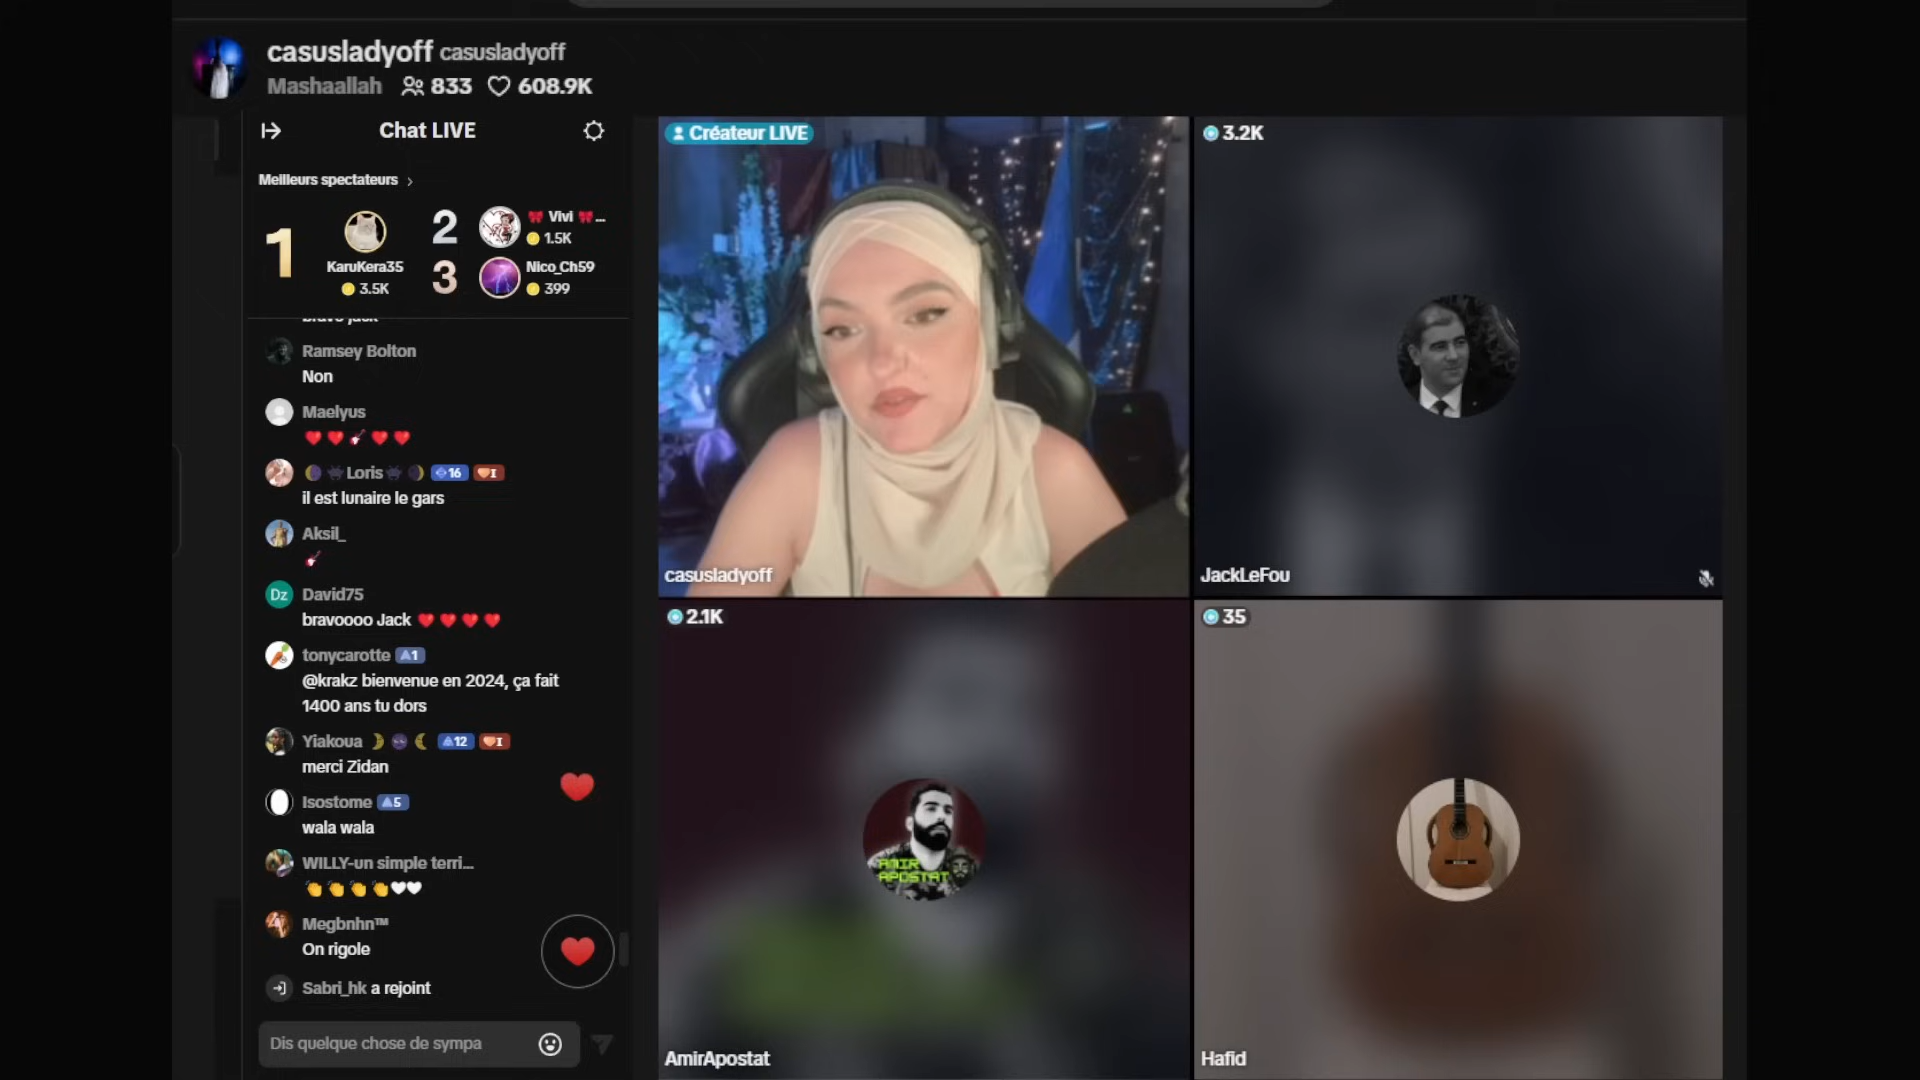 casusladyoff casusladyoff
Mashaallah 833 608.9K
Chat LIVE
Meilleurs spectateurs
1
KaruKera35
3.5K
2
Vivi ...
1.5K
3
Nico_Ch59
399
bravo jack
Ramsey Bolton
Non
Maelyus
Loris 16 I
il est lunaire le gars
Aksil_
Dz David75
bravoooo Jack
tonycarotte 1
@krakz bienvenue en 2024, ça fait
1400 ans tu dors
Yiakoua 12 I
merci Zidan
Isostome 5
wala wala
WILLY-un simple terri...
Megbnhn™
On rigole
Sabri_hk a rejoint
Dis quelque chose de sympa
Créateur LIVE
casusladyoff
3.2K
JackLeFou
2.1K
AMIR
APOSTAT
AmirApostat
35
Hafid